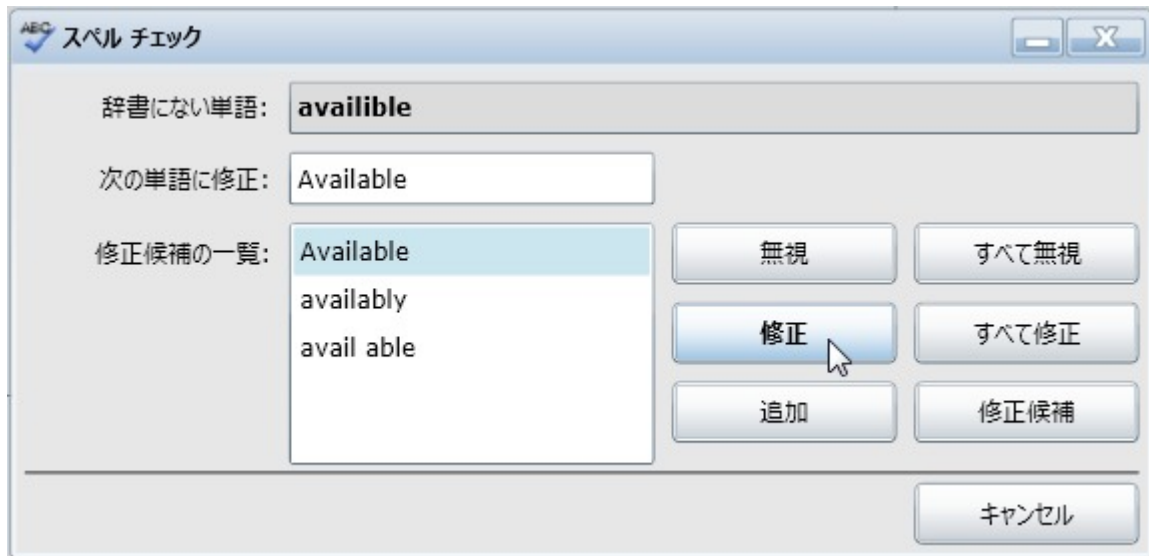 ABC スペル チェック
辞書にない単語: availible
次の単語に修正: Available
修正候補の一覧: Available
availably
avail able
無視 すべて無視
修正 すべて修正
追加 修正候補
キャンセル